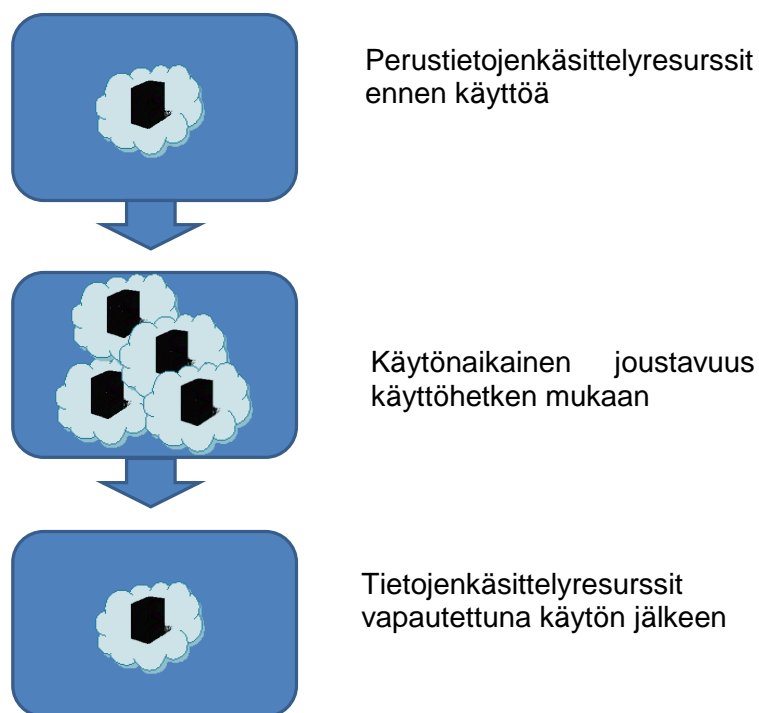 Perustietojenkäsittelyresurssit
ennen käyttöä
Käytönaikainen joustavuus
käyttöhetken mukaan
Tietojenkäsittelyresurssit
vapautettuna käytön jälkeen